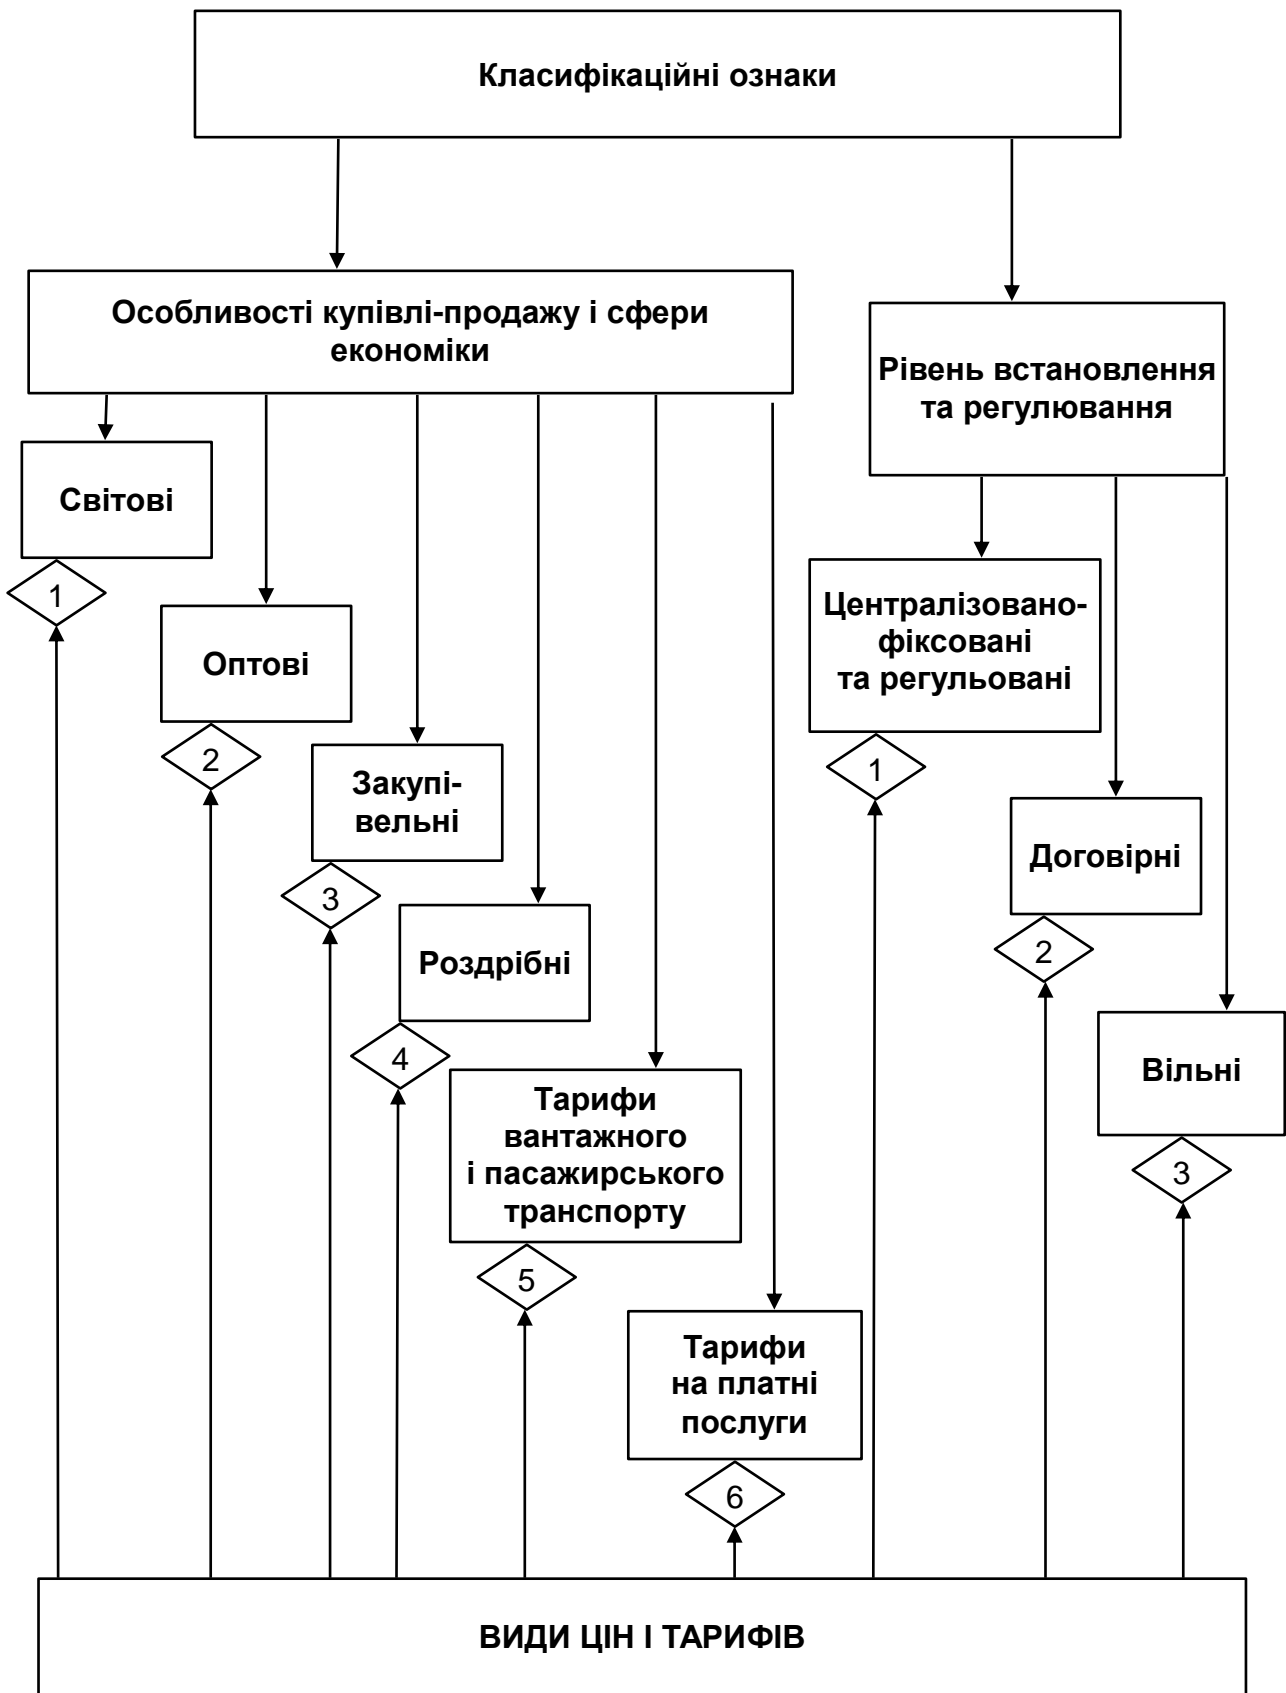 Класифікаційні ознаки
Особливості купівлі-продажу і сфери
економіки
Рівень встановлення
та регулювання
Світові
1
Оптові
2
Закупі-
вельні
3
Роздрібні
4
Тарифи
вантажного
і пасажирського
транспорту
5
Тарифи
на платні
послуги
6
Централізовано-
фіксовані
та регульовані
1
Договірні
2
Вільні
3
ВИДИ ЦІН І ТАРИФІВ